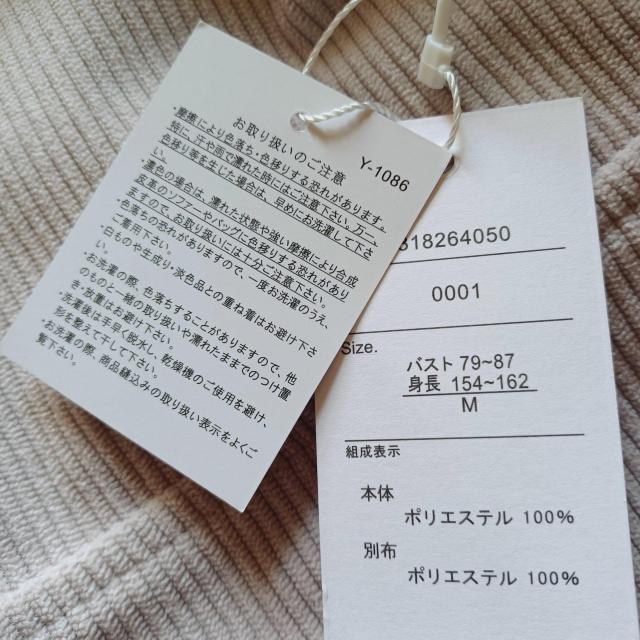 お取り扱いのご注意
Y-1086
・摩擦により色落ち・色移りする恐れがあります。
特に、汗や雨で濡れた時にはご注意下さい。万一、
色移り等を生じた場合は、早めにお洗濯して下さ
い。
・濃色の場合は、濡れた状態や強い摩擦により合成
皮革のソファーやバッグに色移りする恐れがあり
ますので、お取り扱いには十分ご注意下さい。
・色落ちの恐れがありますので、一度お洗濯のうえ、
ご着用下さい。
・白ものや生成り・淡色品との重ね着はお避け下さ
い。
・お洗濯の際、色落ちすることがありますので、他
のものと一緒の取り扱いや濡れたままでのつけ置
き・放置はお避け下さい。
・洗濯後は手早く脱水し、乾燥機のご使用を避け、
形を整えて干して下さい。
・お洗濯の際、商品縫込みの取り扱い表示をよくご
覧下さい。
818264050
0001
Size.
バスト 79~87
身長 154~162
M
組成表示
本体
ポリエステル 100%
別布
ポリエステル 100%